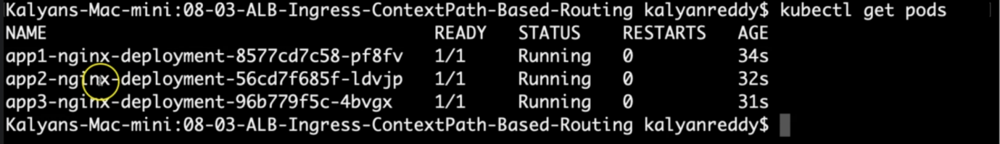 Kalyans-Mac-mini:08-03-ALB-Ingress-ContextPath-Based-Routing kalyanreddy$ kubectl get pods
NAME READY STATUS RESTARTS AGE
app1-nginx-deployment-8577cd7c58-pf8fv 1/1 Running 0 34s
app2-nginx-deployment-56cd7f685f-ldvjp 1/1 Running 0 32s
app3-nginx-deployment-96b779f5c-4bvgx 1/1 Running 0 31s
Kalyans-Mac-mini:08-03-ALB-Ingress-ContextPath-Based-Routing kalyanreddy$